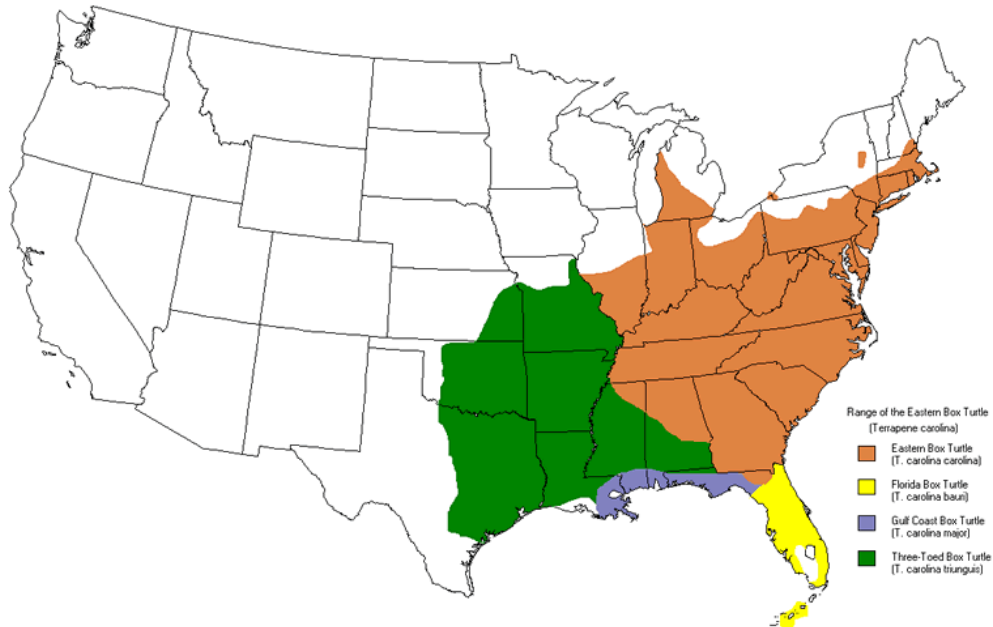 Range of the Eastern Box Turtle
(Terrapene carolina)
Eastern Box Turtle
(T. carolina carolina)
Florida Box Turtle
(T. carolina bauri)
Gulf Coast Box Turtle
(T. carolina major)
Three-Toed Box Turtle
(T. carolina triunguis)